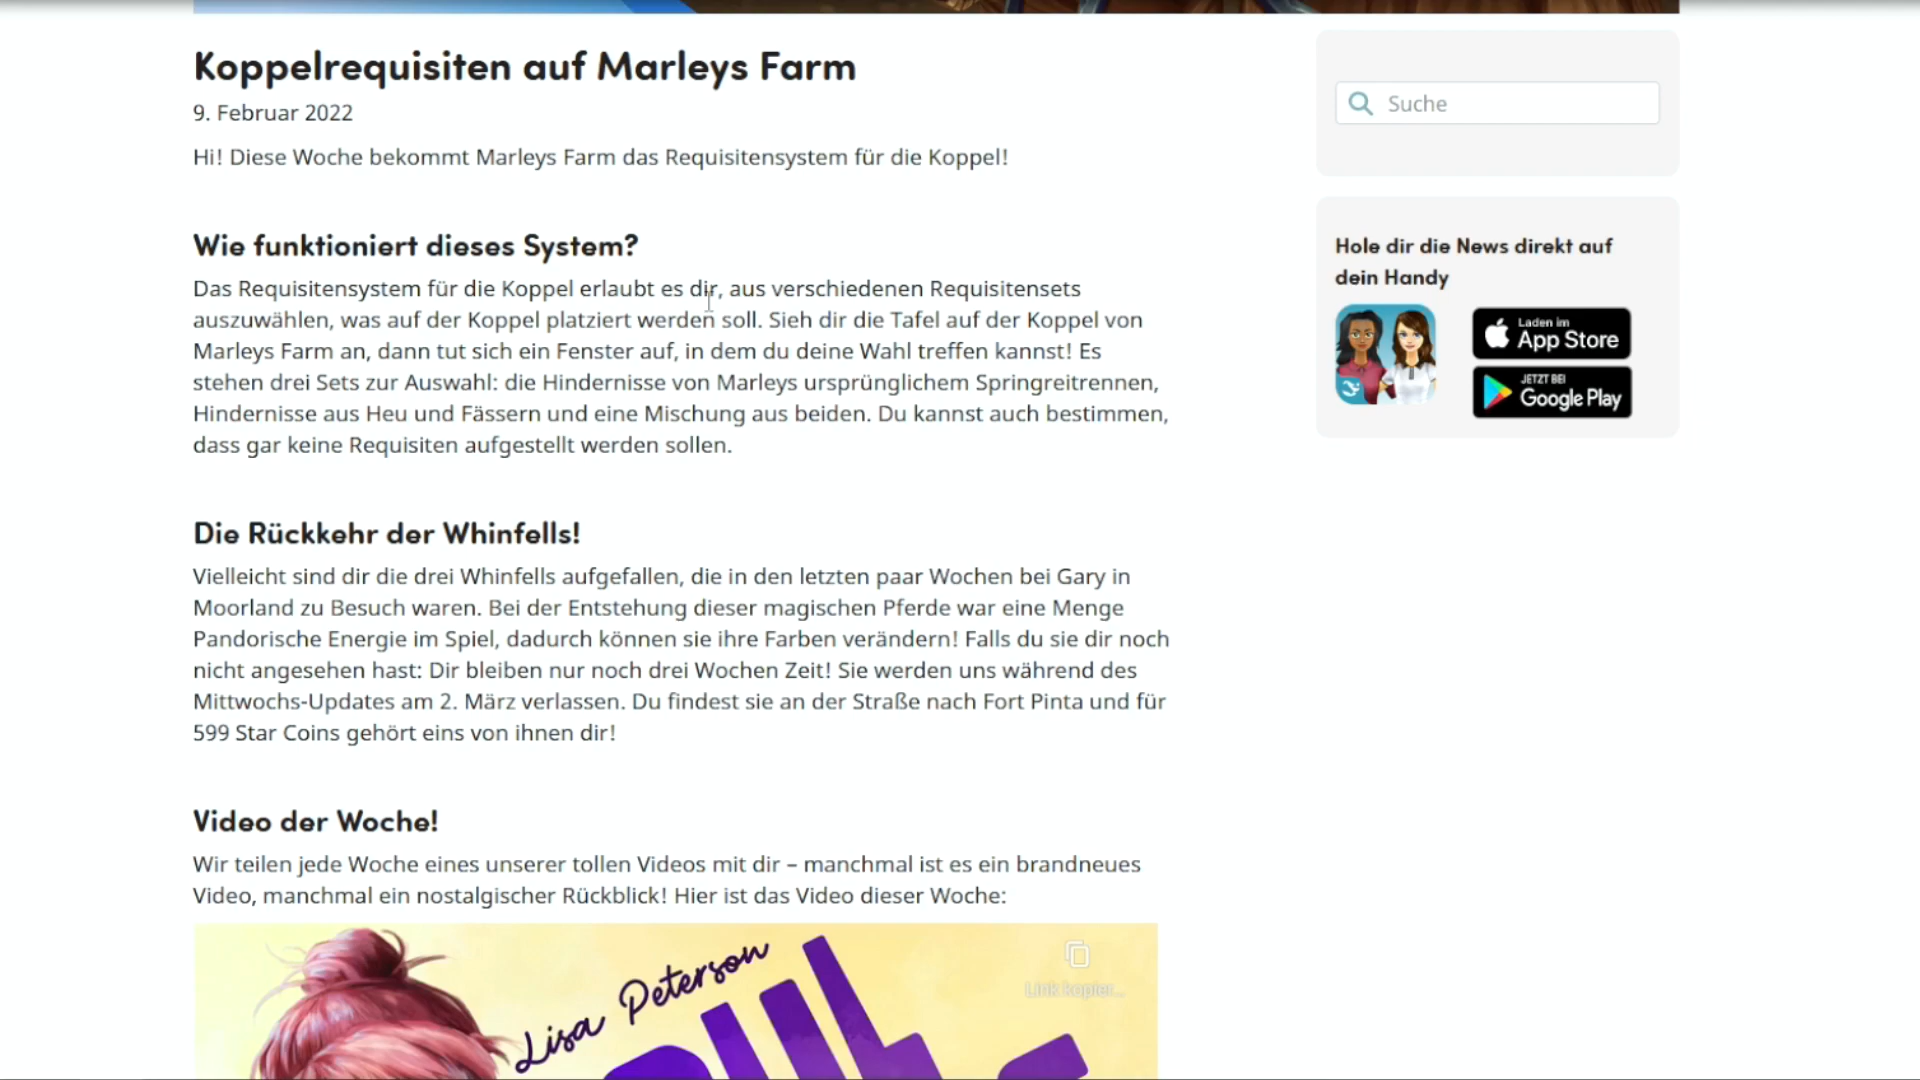 Koppelrequisiten auf Marleys Farm
9. Februar 2022
Hi! Diese Woche bekommt Marleys Farm das Requisitensystem für die Koppel!
Wie funktioniert dieses System?
Das Requisitensystem für die Koppel erlaubt es dir, aus verschiedenen Requisitensets
auszuwählen, was auf der Koppel platziert werden soll. Sieh dir die Tafel auf der Koppel von
Marleys Farm an, dann tut sich ein Fenster auf, in dem du deine Wahl treffen kannst! Es
stehen drei Sets zur Auswahl: die Hindernisse von Marleys ursprünglichem Springreitrennen,
Hindernisse aus Heu und Fässern und eine Mischung aus beiden. Du kannst auch bestimmen,
dass gar keine Requisiten aufgestellt werden sollen.
Die Rückkehr der Whinfells!
Vielleicht sind dir die drei Whinfells aufgefallen, die in den letzten paar Wochen bei Gary in
Moorland zu Besuch waren. Bei der Entstehung dieser magischen Pferde war eine Menge
Pandorische Energie im Spiel, dadurch können sie ihre Farben verändern! Falls du sie dir noch
nicht angesehen hast: Dir bleiben nur noch drei Wochen Zeit! Sie werden uns während des
Mittwochs-Updates am 2. März verlassen. Du findest sie an der Straße nach Fort Pinta und für
599 Star Coins gehört eins von ihnen dir!
Video der Woche!
Wir teilen jede Woche eines unserer tollen Videos mit dir – manchmal ist es ein brandneues
Video, manchmal ein nostalgischer Rückblick! Hier ist das Video dieser Woche:
Lisa Peterson
Link kopier...
Suche
Hole dir die News direkt auf
dein Handy
Laden im
App Store
JETZT BEI
Google Play